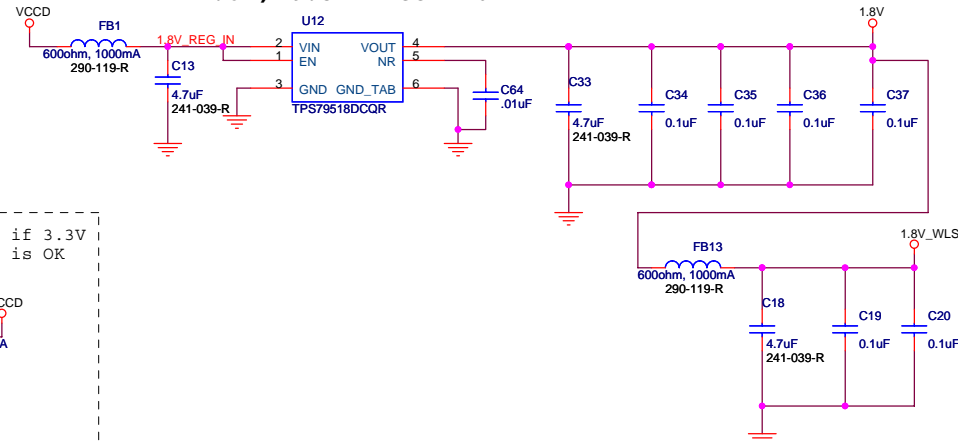 VCCD
FB1
600ohm, 1000mA
290-119-R
1.8V_REG_IN
C13
4.7uF
241-039-R
U12
2 VIN
1 EN
3 GND
VOUT 4
NR 5
GND_TAB 6
TPS79518DCQR
C64
.01uF
C33
4.7uF
241-039-R
C34
0.1uF
C35
0.1uF
C36
0.1uF
C37
0.1uF
1.8V
if 3.3V
is OK
CCD
A
FB13
600ohm, 1000mA
290-119-R
1.8V_WLS
C18
4.7uF
241-039-R
C19
0.1uF
C20
0.1uF